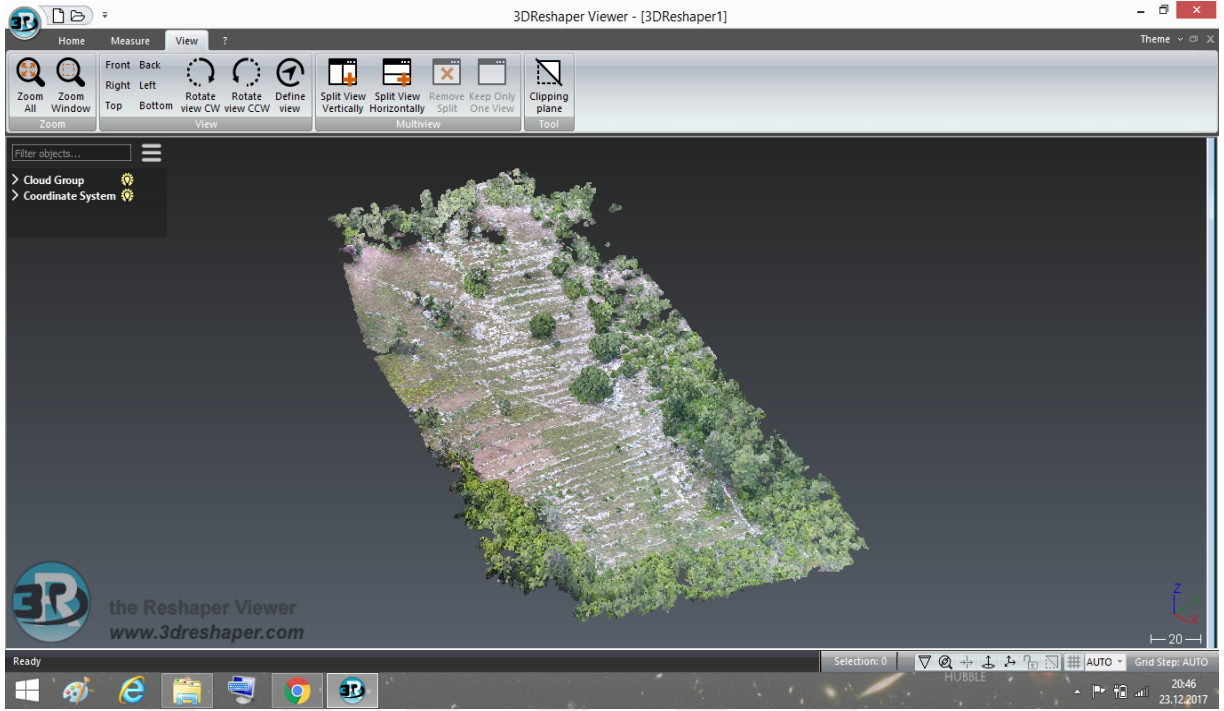 3DReshaper Viewer - [3DReshaper1]
Home Measure View ? Theme
Zoom All
Zoom Window
Front Back
Right Left
Top Bottom
Rotate view CW
Rotate view CCW
Define view
Split View Vertically
Split View Horizontally
Remove Split
Keep Only One View
Clipping plane
Zoom View Multiview Tool
Filter objects...
Cloud Group
Coordinate System
3R
the Reshaper Viewer
www.3dreshaper.com
Z
Y
X
20
Ready Selection: 0 AUTO Grid Step: AUTO
HUBBLE
20:46
23.12.2017